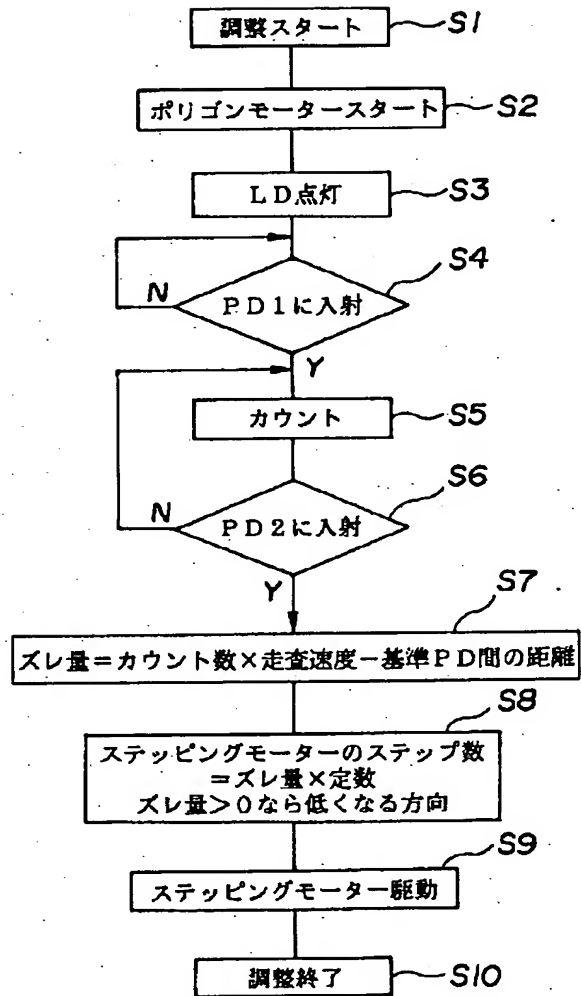 調整スタート S1
ポリゴンモータースタート S2
LD点灯 S3
S4
N
PD1に入射
Y
カウント S5
S6
N
PD2に入射
Y
S7
ズレ量=カウント数×走査速度-基準PD間の距離
S8
ステッピングモーターのステップ数
=ズレ量×定数
ズレ量>0なら低くなる方向
S9
ステッピングモーター駆動
調整終了 S10